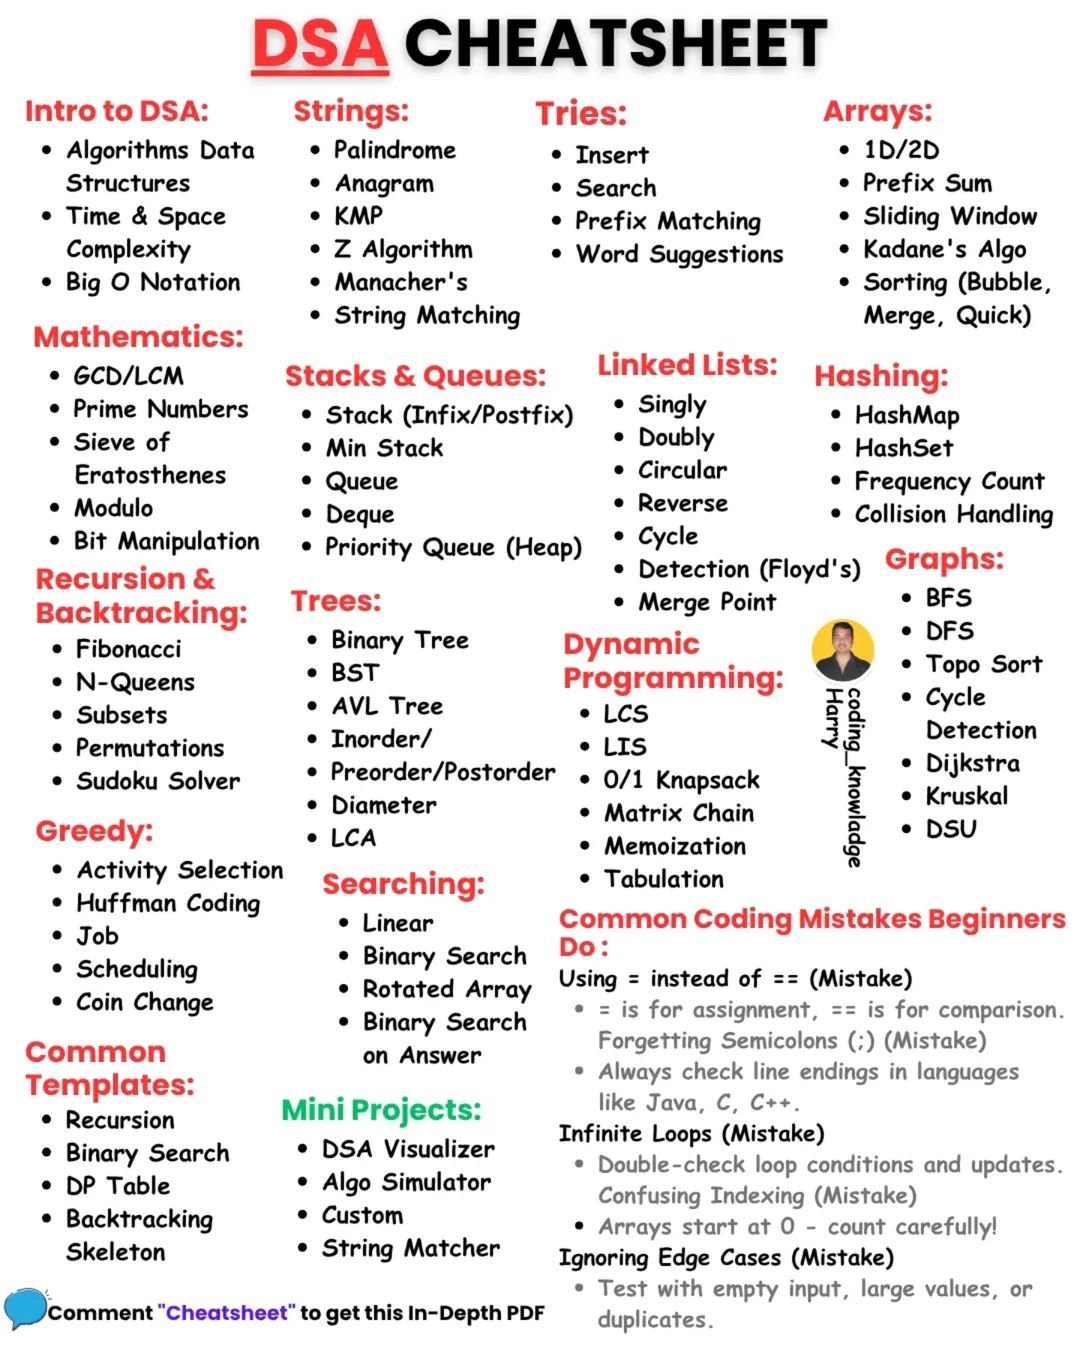 DSA CHEATSHEET
Intro to DSA:
• Algorithms Data
Structures
• Time & Space
Complexity
• Big O Notation
Strings:
• Palindrome
• Anagram
• KMP
• Z Algorithm
• Manacher's
• String Matching
Tries:
• Insert
• Search
• Prefix Matching
• Word Suggestions
Arrays:
• 1D/2D
• Prefix Sum
• Sliding Window
• Kadane's Algo
• Sorting (Bubble,
Merge, Quick)
Mathematics:
• GCD/LCM
• Prime Numbers
• Sieve of
Eratosthenes
• Modulo
• Bit Manipulation
Stacks & Queues:
• Stack (Infix/Postfix)
• Min Stack
• Queue
• Deque
• Priority Queue (Heap)
Linked Lists:
• Singly
• Doubly
• Circular
• Reverse
• Cycle
• Detection (Floyd's)
• Merge Point
Hashing:
• HashMap
• HashSet
• Frequency Count
• Collision Handling
Recursion &
Backtracking:
• Fibonacci
• N-Queens
• Subsets
• Permutations
• Sudoku Solver
Trees:
• Binary Tree
• BST
• AVL Tree
• Inorder/
• Preorder/Postorder
• Diameter
• LCA
Dynamic
Programming:
• LCS
• LIS
• 0/1 Knapsack
• Matrix Chain
• Memoization
• Tabulation
coding_knowladge
Harry
Graphs:
• BFS
• DFS
• Topo Sort
• Cycle
Detection
• Dijkstra
• Kruskal
• DSU
Greedy:
• Activity Selection
• Huffman Coding
• Job
• Scheduling
• Coin Change
Searching:
• Linear
• Binary Search
• Rotated Array
• Binary Search
on Answer
Common
Templates:
• Recursion
• Binary Search
• DP Table
• Backtracking
Skeleton
Mini Projects:
• DSA Visualizer
• Algo Simulator
• Custom
• String Matcher
Common Coding Mistakes Beginners
Do :
Using = instead of == (Mistake)
• = is for assignment, == is for comparison.
Forgetting Semicolons (;) (Mistake)
• Always check line endings in languages
like Java, C, C++.
Infinite Loops (Mistake)
• Double-check loop conditions and updates.
Confusing Indexing (Mistake)
• Arrays start at 0 - count carefully!
Ignoring Edge Cases (Mistake)
• Test with empty input, large values, or
duplicates.
Comment "Cheatsheet" to get this In-Depth PDF